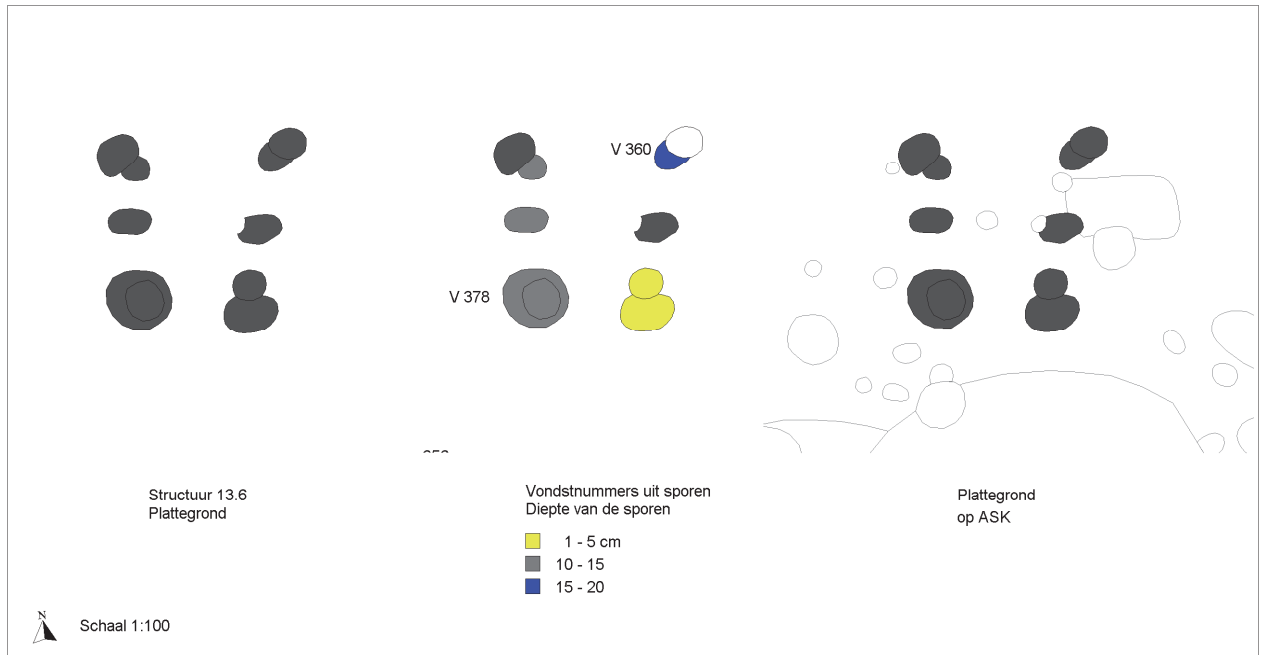 V 360
V 378
Structuur 13.6
Plattegrond
Vondstnummers uit sporen
Diepte van de sporen
1 - 5 cm
10 - 15
15 - 20
Plattegrond
op ASK
N
Schaal 1:100